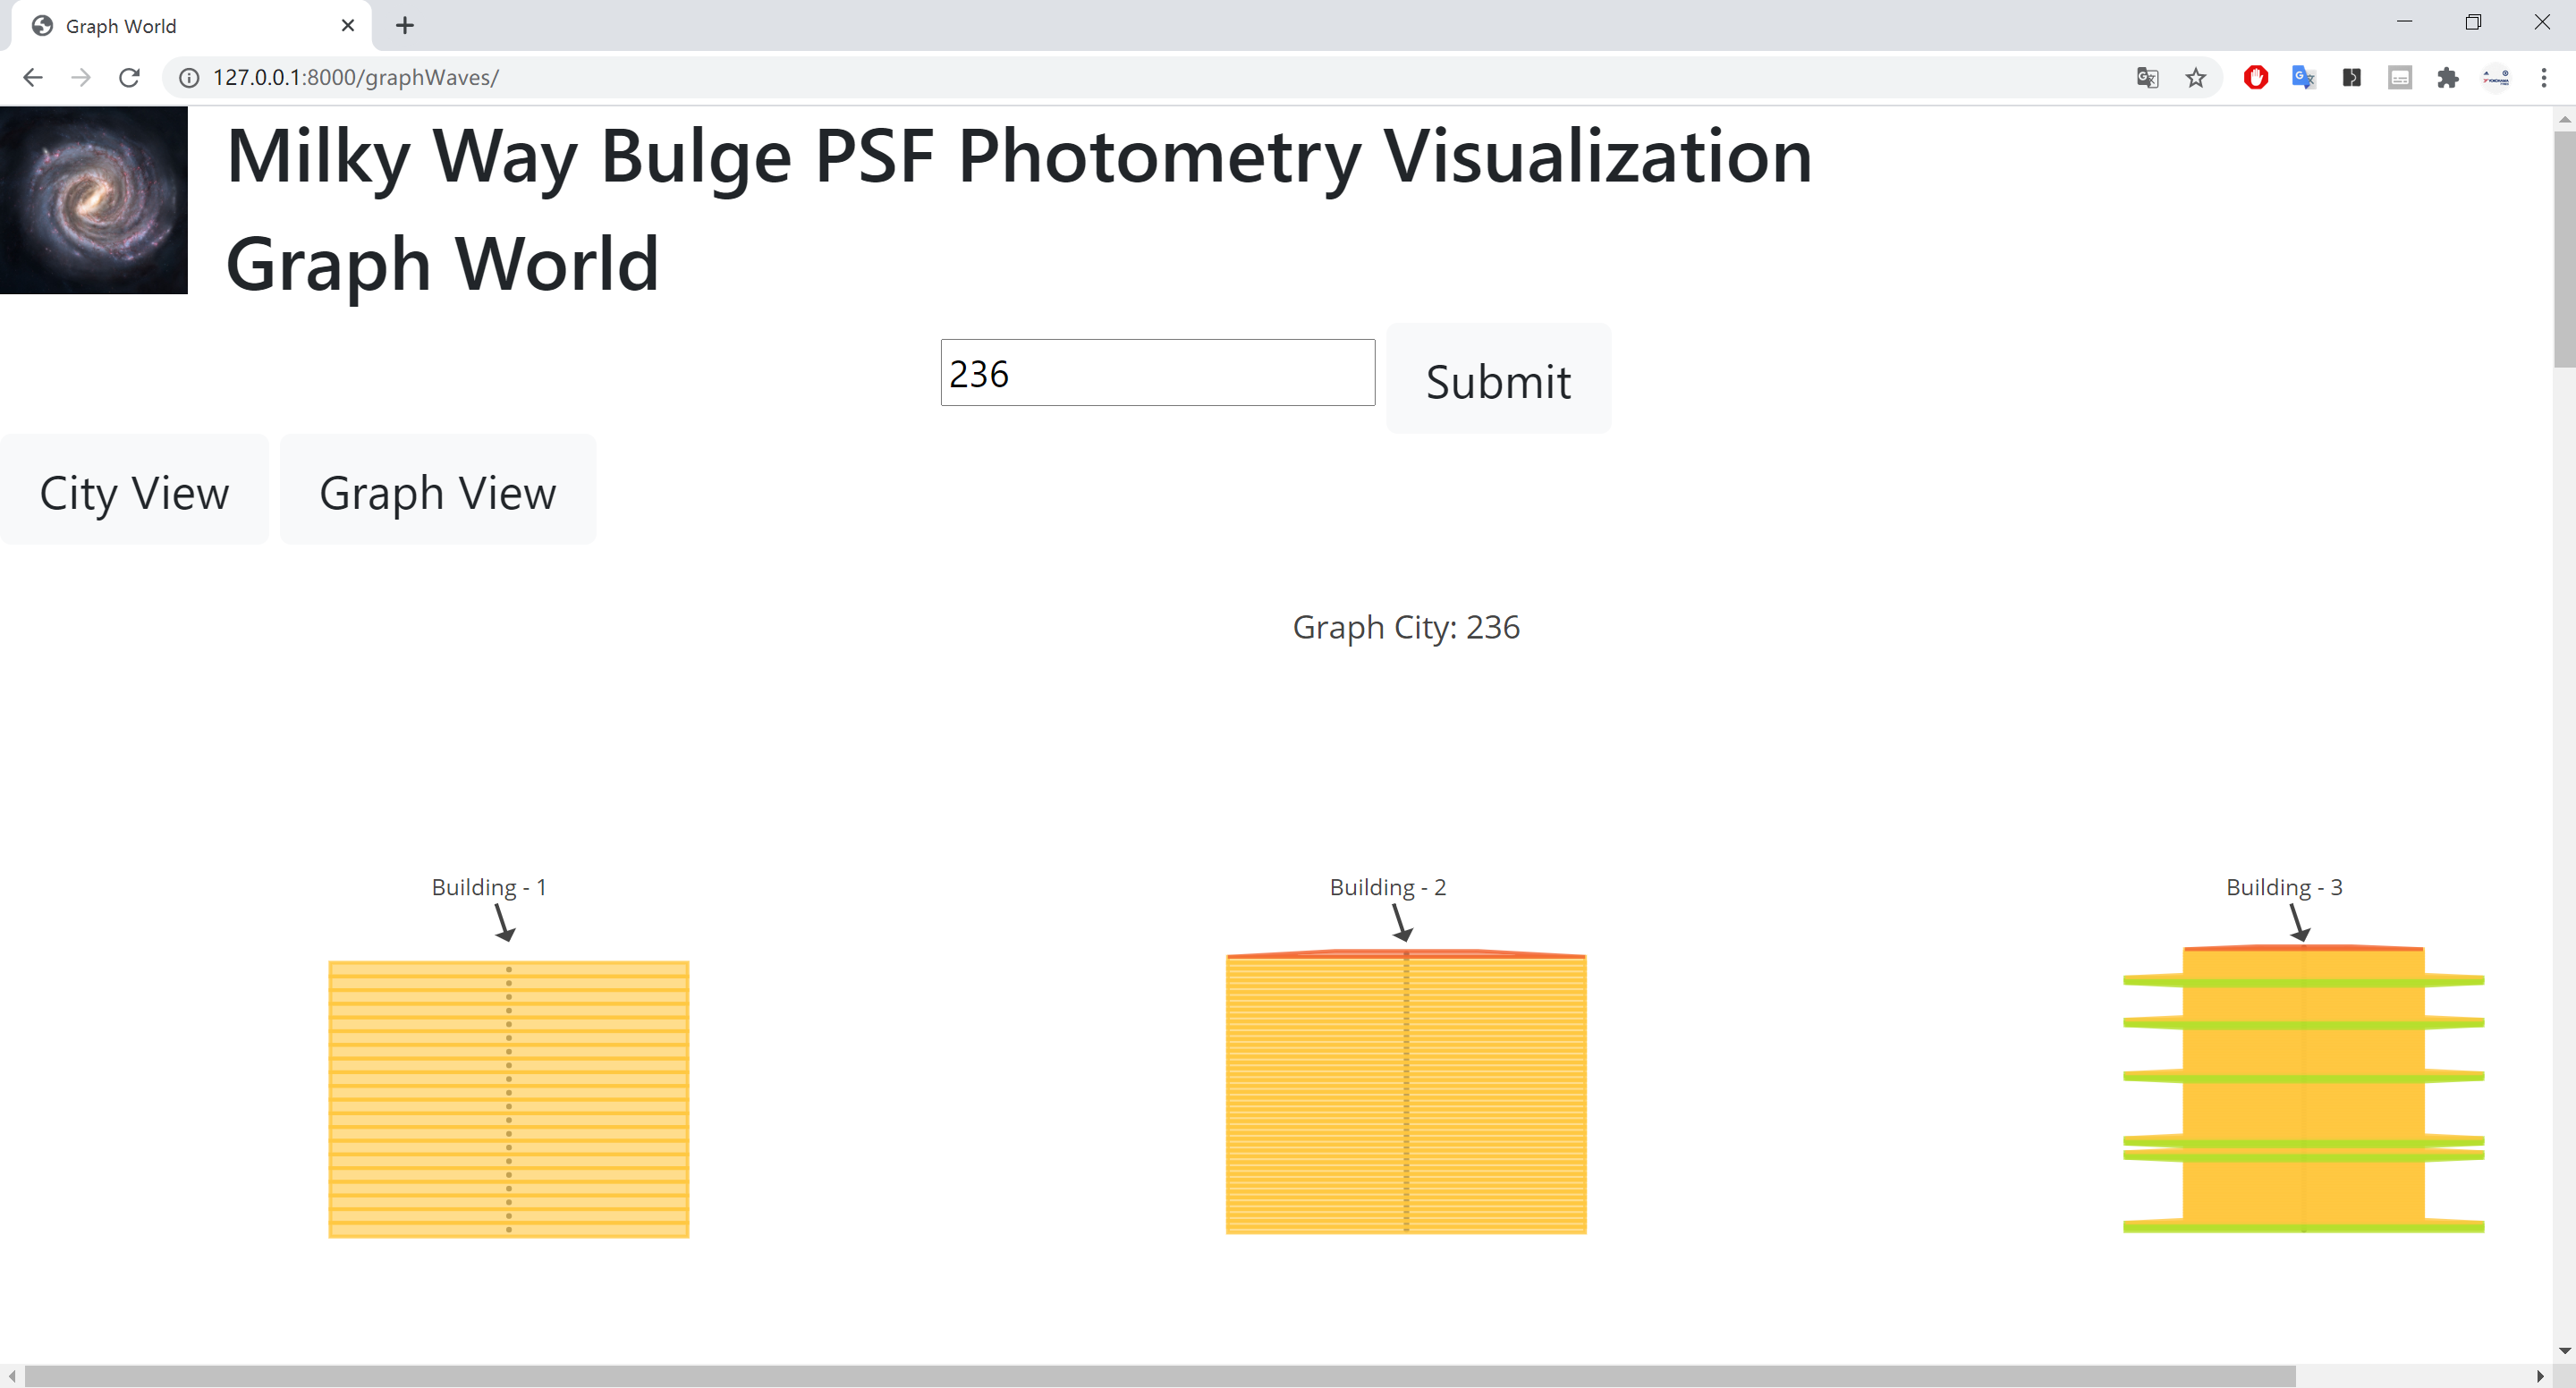 Graph World
127.0.0.1:8000/graphWaves/
Milky Way Bulge PSF Photometry Visualization
Graph World
236
Submit
City View
Graph View
Graph City: 236
Building - 1
Building - 2
Building - 3